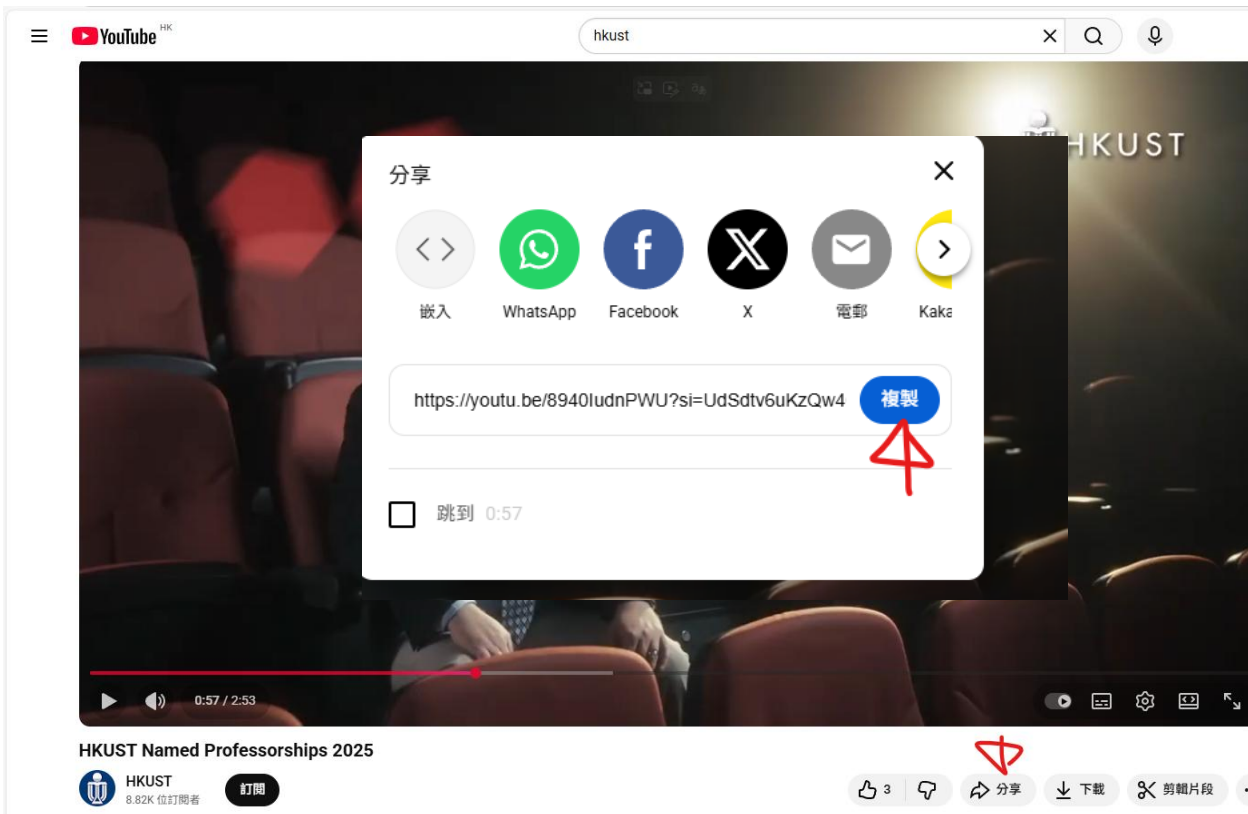 YouTube HK
hkust
HKUST
分享
嵌入
WhatsApp
Facebook
X
電郵
Kaka
https://youtu.be/8940IudnPWU?si=UdSdtv6uKzQw4
複製
跳到 0:57
0:57 / 2:53
HKUST Named Professorships 2025
HKUST
8.82K 位訂閱者
訂閱
3
分享
下載
剪輯片段